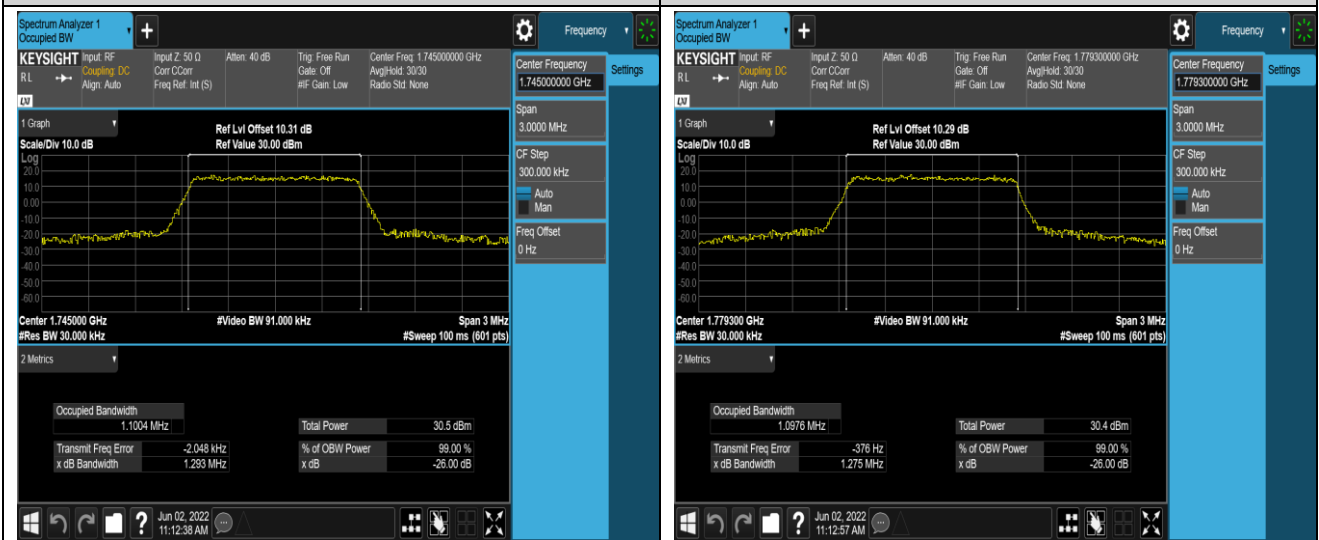 Spectrum Analyzer 1
Occupied BW
+
Frequency
KEYSIGHT
RL
LXI
Input: RF
Coupling: DC
Align: Auto
Input Z: 50 Ω
Corr CCorr
Freq Ref: Int (S)
Atten: 40 dB
Trig: Free Run
Gate: Off
#IF Gain: Low
Center Freq: 1.745000000 GHz
Avg|Hold: 30/30
Radio Std: None
Center Frequency
1.745000000 GHz
Settings
Span
3.0000 MHz
CF Step
300.000 kHz
Auto
Man
Freq Offset
0 Hz
1 Graph
Scale/Div 10.0 dB
Ref Lvl Offset 10.31 dB
Ref Value 30.00 dBm
Log
20.0
10.0
0.00
-10.0
-20.0
-30.0
-40.0
-50.0
-60.0
Center 1.745000 GHz
#Res BW 30.000 kHz
#Video BW 91.000 kHz
Span 3 MHz
#Sweep 100 ms (601 pts)
2 Metrics
Occupied Bandwidth
1.1004 MHz
Total Power 30.5 dBm
Transmit Freq Error -2.048 kHz
% of OBW Power 99.00 %
x dB Bandwidth 1.293 MHz
x dB -26.00 dB
?
Jun 02, 2022
11:12:38 AM
Spectrum Analyzer 1
Occupied BW
+
Frequency
KEYSIGHT
RL
LXI
Input: RF
Coupling: DC
Align: Auto
Input Z: 50 Ω
Corr CCorr
Freq Ref: Int (S)
Atten: 40 dB
Trig: Free Run
Gate: Off
#IF Gain: Low
Center Freq: 1.779300000 GHz
Avg|Hold: 30/30
Radio Std: None
Center Frequency
1.779300000 GHz
Settings
Span
3.0000 MHz
CF Step
300.000 kHz
Auto
Man
Freq Offset
0 Hz
1 Graph
Scale/Div 10.0 dB
Ref Lvl Offset 10.29 dB
Ref Value 30.00 dBm
Log
20.0
10.0
0.00
-10.0
-20.0
-30.0
-40.0
-50.0
-60.0
Center 1.779300 GHz
#Res BW 30.000 kHz
#Video BW 91.000 kHz
Span 3 MHz
#Sweep 100 ms (601 pts)
2 Metrics
Occupied Bandwidth
1.0976 MHz
Total Power 30.4 dBm
Transmit Freq Error -376 Hz
% of OBW Power 99.00 %
x dB Bandwidth 1.275 MHz
x dB -26.00 dB
?
Jun 02, 2022
11:12:57 AM